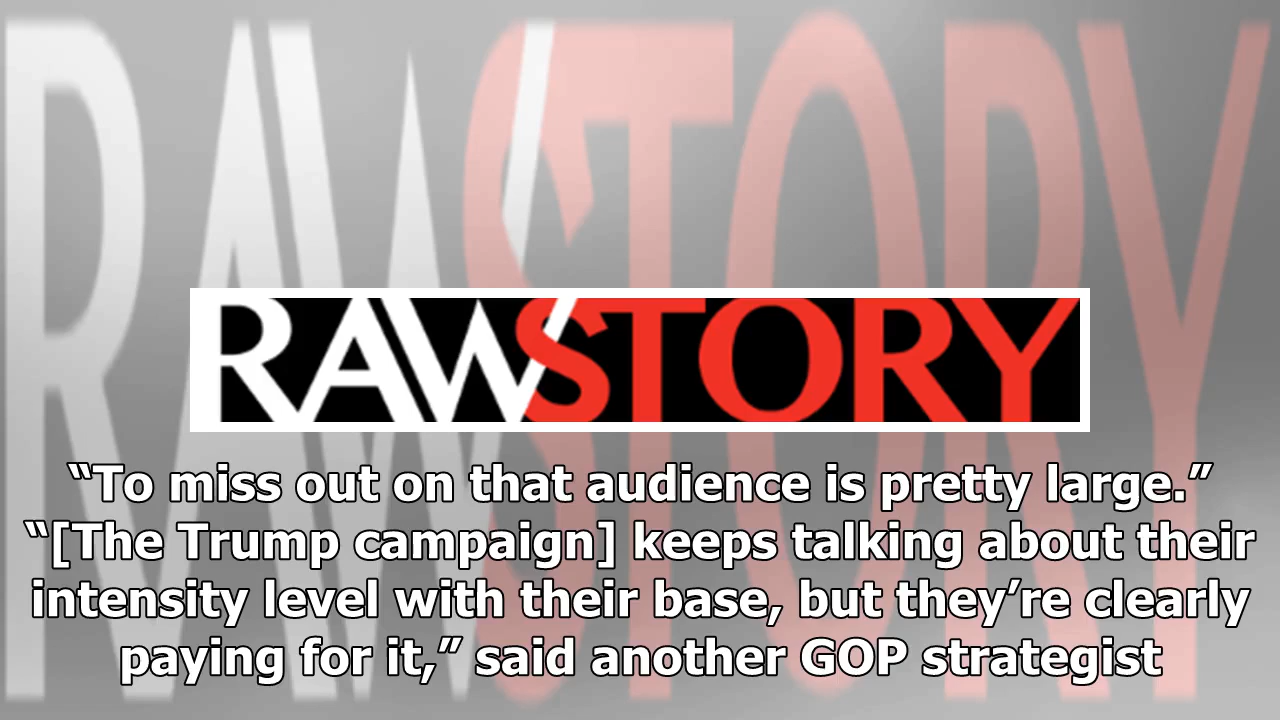 RAWSTORY
RAWSTORY
“To miss out on that audience is pretty large.”
“[The Trump campaign] keeps talking about their
intensity level with their base, but they’re clearly
paying for it,” said another GOP strategist